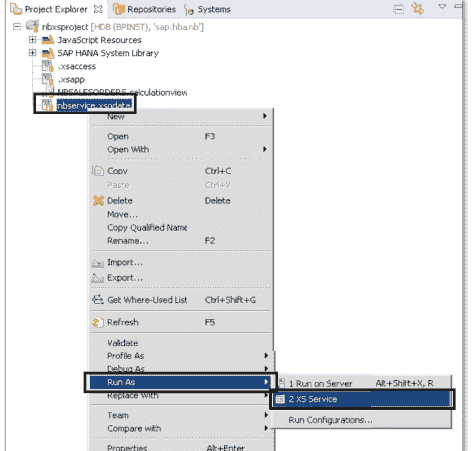 Project Explorer Repositories Systems
nbxsproject [HDB (BPINST), 'sap.hba.nb']
JavaScript Resources
SAP HANA System Library
.xsaccess
.xsapp
NBSALESORDERS.calculationview
nbservice.xsodata
New
Open F3
Open With
Copy Ctrl+C
Paste Ctrl+V
Delete Delete
Move...
Copy Qualified Name
Rename... F2
Import...
Export...
Get Where-Used List Ctrl+Shift+G
Refresh F5
Validate
Profile As
Debug As
Run As
1 Run on Server Alt+Shift+X, R
2 XS Service
Replace With
Run Configurations...
Team
Compare with
Properties Alt+Enter